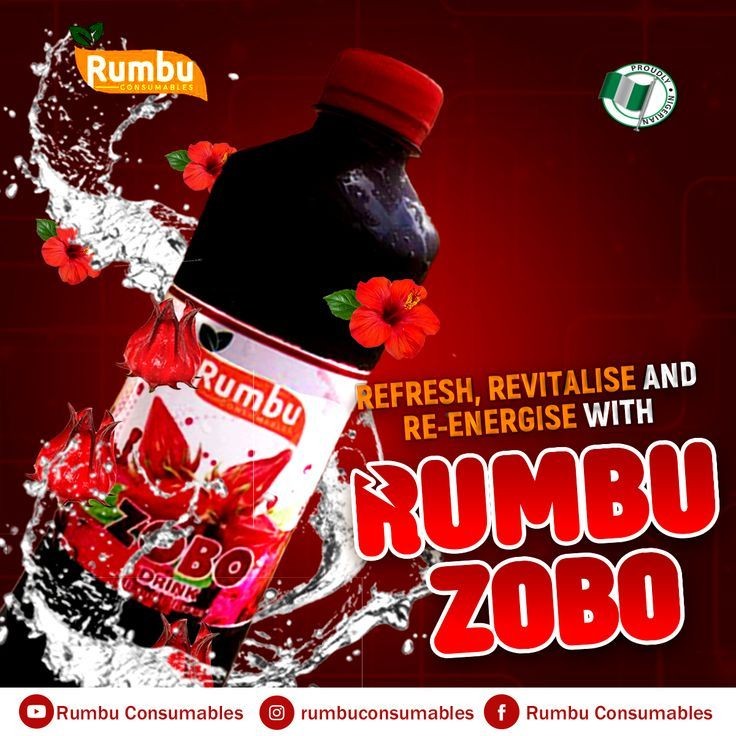 Rumbu
CONSUMABLES
PROUDLY • NIGERIAN
Rumbu
CONSUMABLES
ZOBO
DRINK
REFRESH, REVITALISE AND
RE-ENERGISE WITH
RUMBU
ZOBO
Rumbu Consumables
rumbuconsumables
Rumbu Consumables